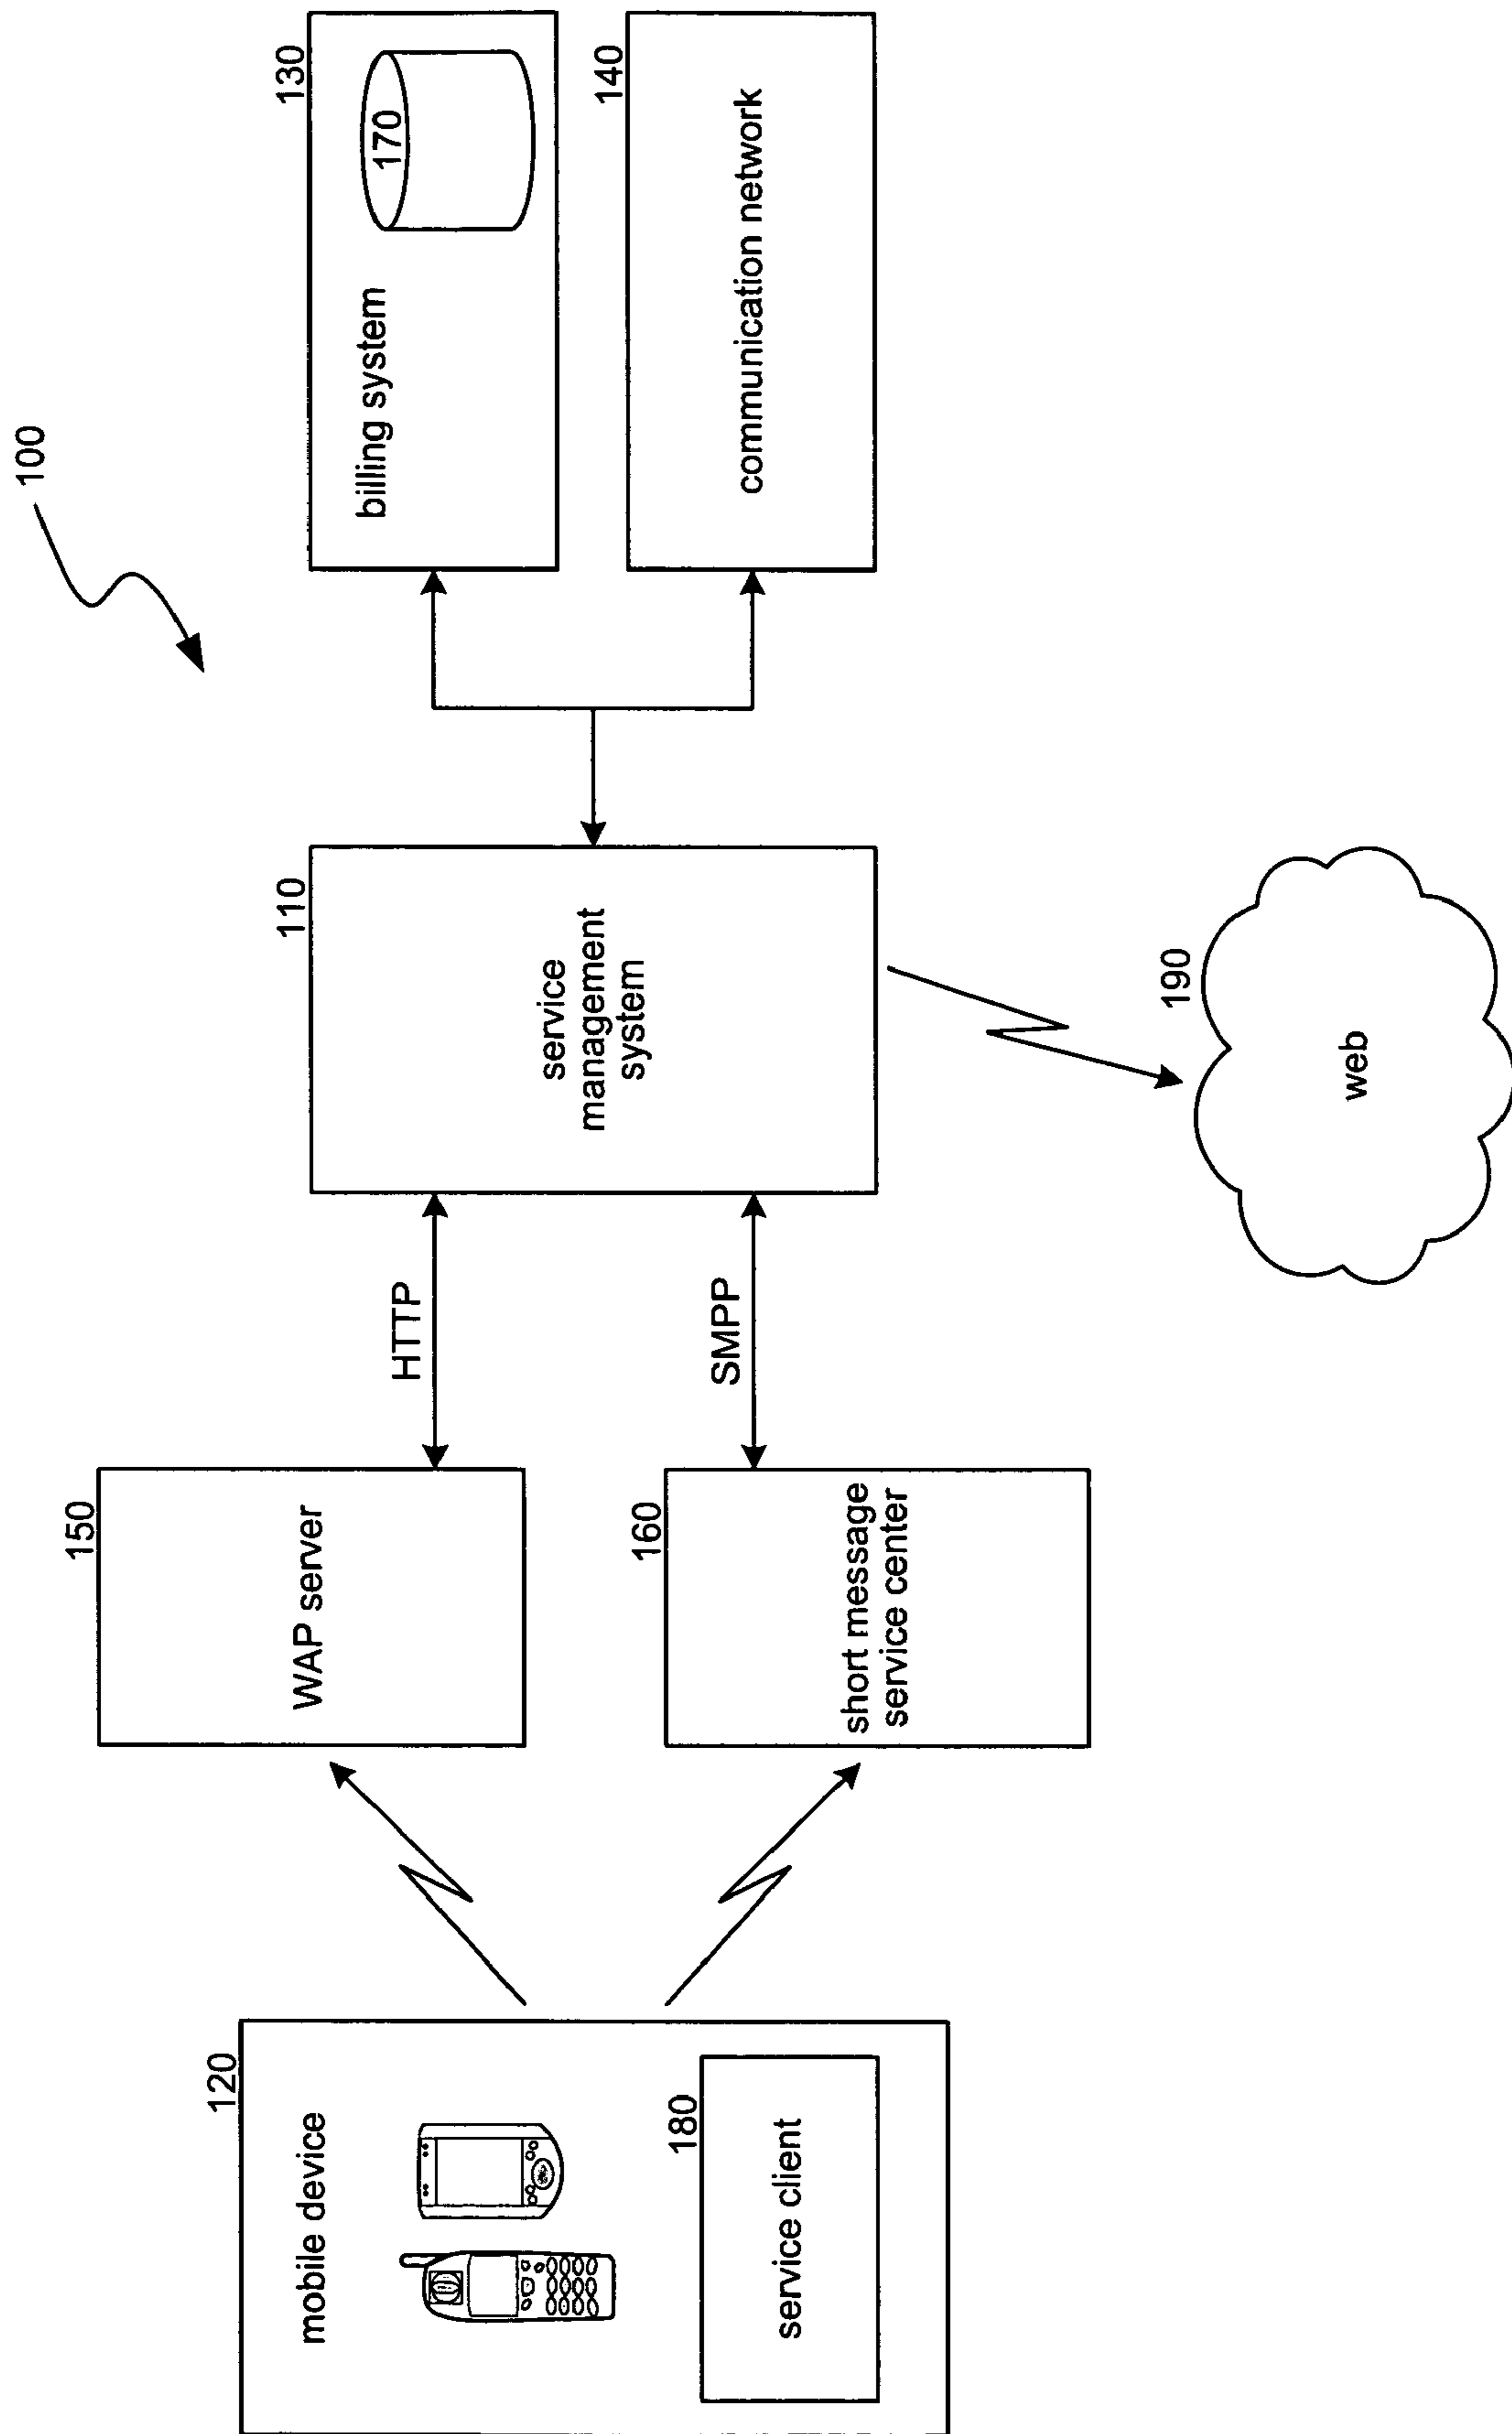 100
120
mobile device
180
service client
150
WAP server
160
short message
service center
HTTP
SMPP
110
service
management
system
190
web
130
billing system
170
140
communication network